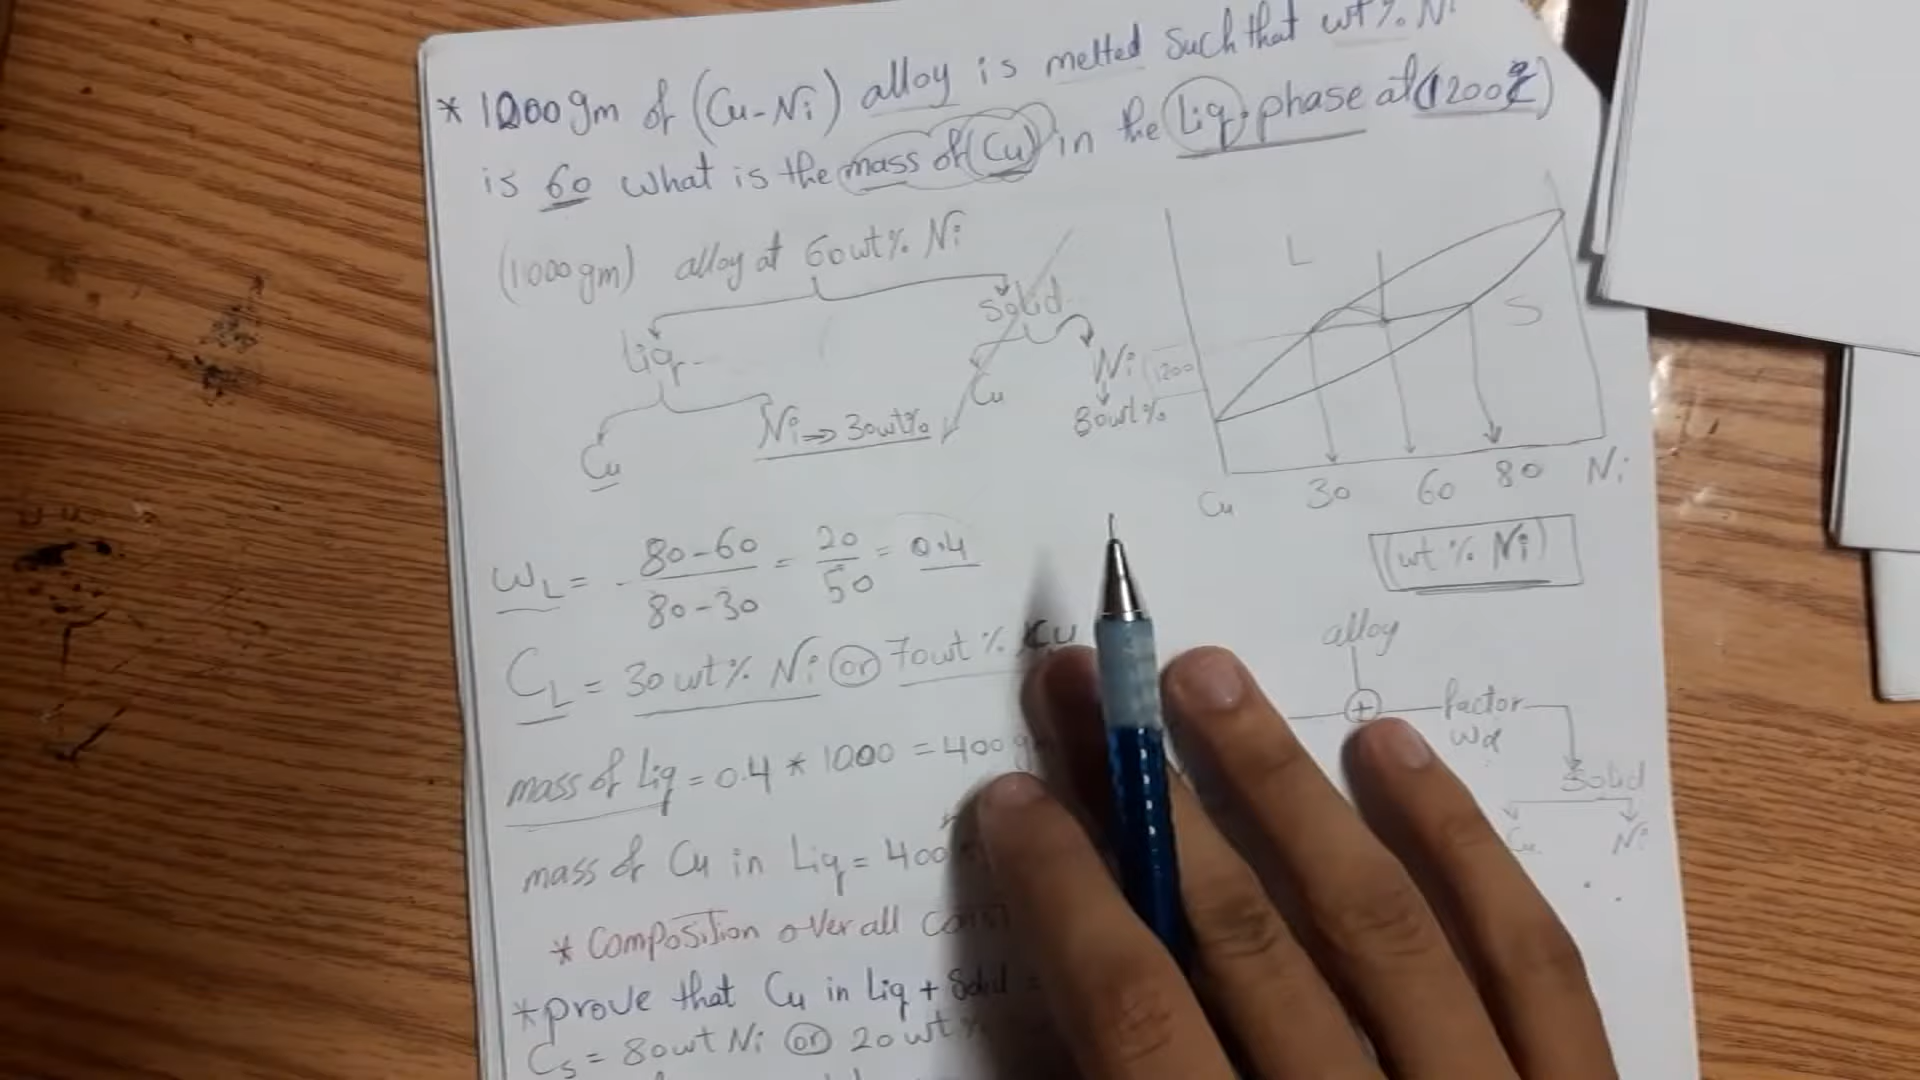 * 1000 gm of (Cu-Ni) alloy is melted such that wt% Ni
is 60 what is the mass of (Cu) in the Liq. phase at (1200°C)
(1000 gm) alloy at 60 wt% Ni
Liq.
Solid
Cu
Ni → 30 wt%
Cu
Ni
80 wt%
L
S
1200
Cu
30
60
80
Ni
(wt % Ni)
W_L = 80-60 / 80-30 = 20/50 = 0.4
C_L = 30 wt% Ni or 70 wt% Cu
mass of Liq = 0.4 * 1000 = 400 g
mass of Cu in Liq = 400
* Composition over all
* prove that Cu in Liq + Solid =
C_S = 80 wt Ni or 20 wt%
alloy
+
factor
Wα
Solid
Cu
Ni